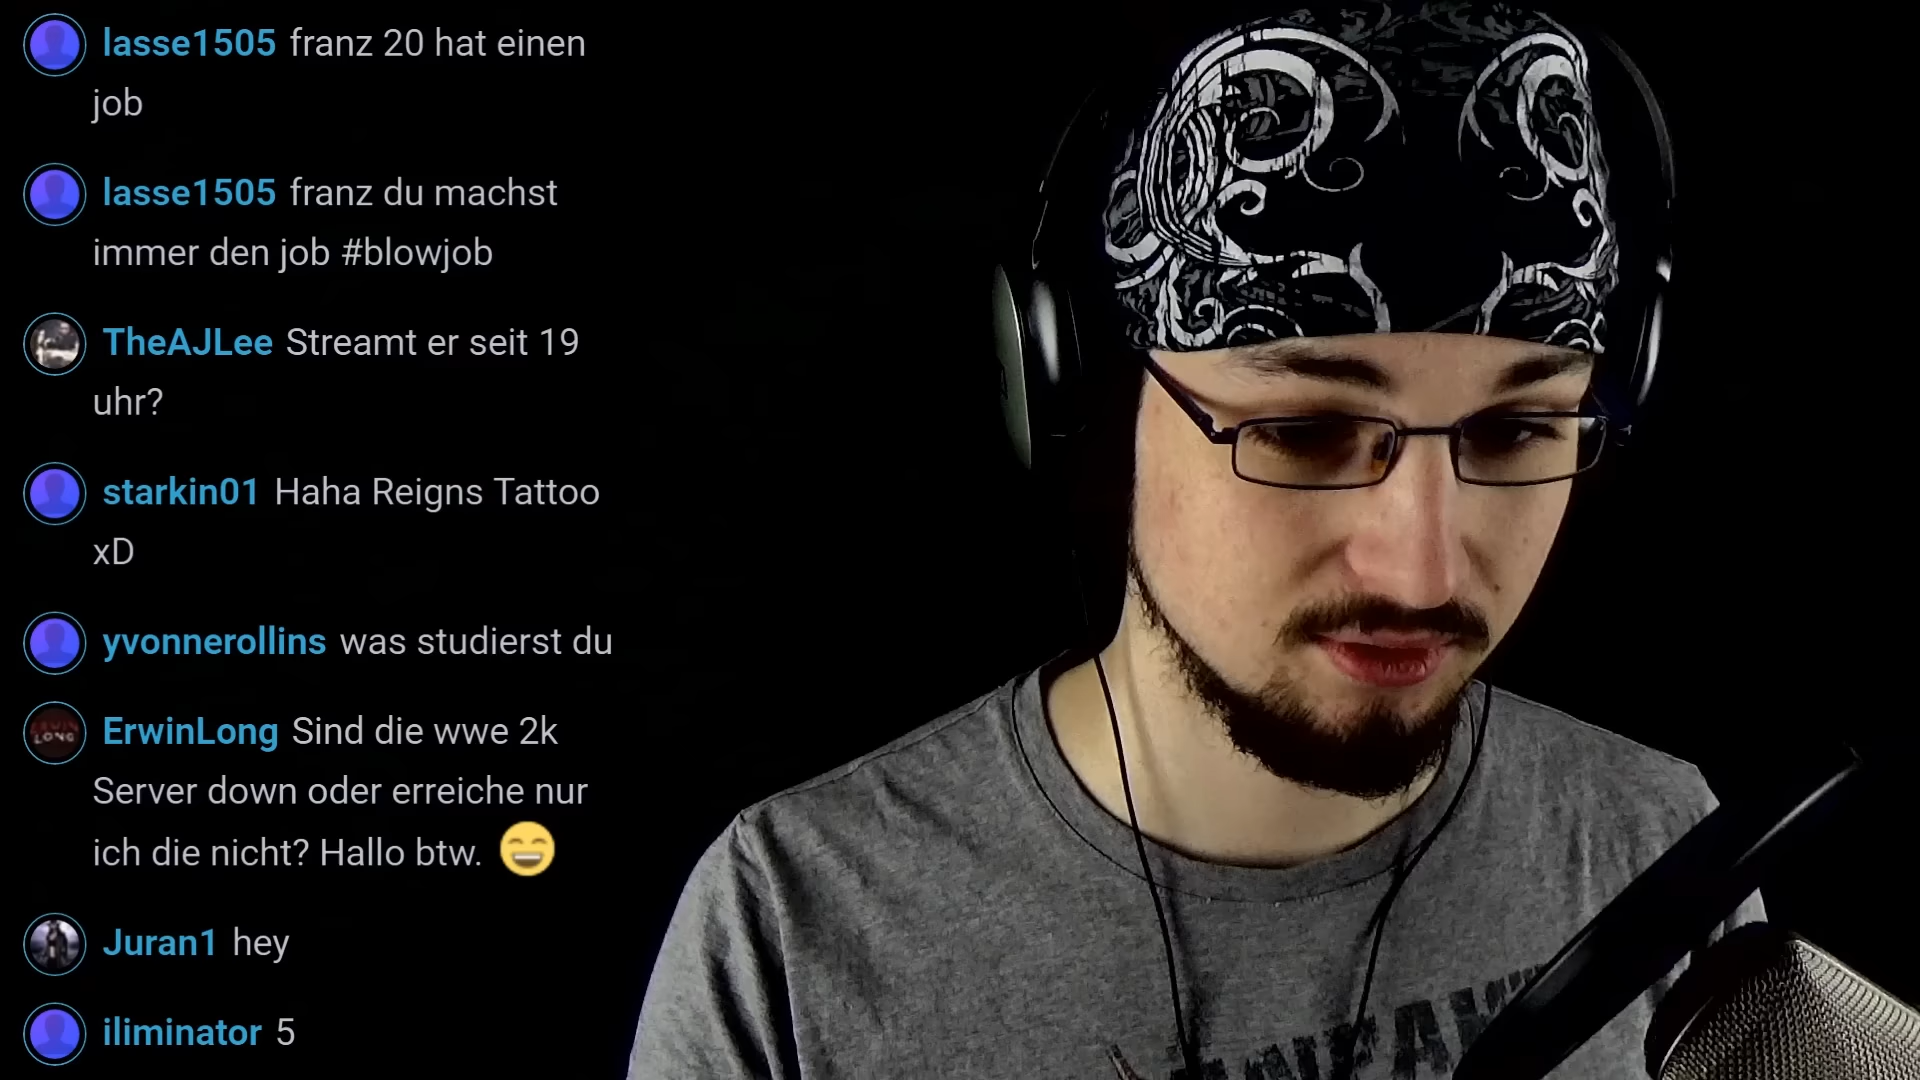 lasse1505 franz 20 hat einen
job
lasse1505 franz du machst
immer den job #blowjob
TheAJLee Streamt er seit 19
uhr?
starkin01 Haha Reigns Tattoo
xD
yvonnerollins was studierst du
ErwinLong Sind die wwe 2k
Server down oder erreiche nur
ich die nicht? Hallo btw. 😄
Juran1 hey
iliminator 5